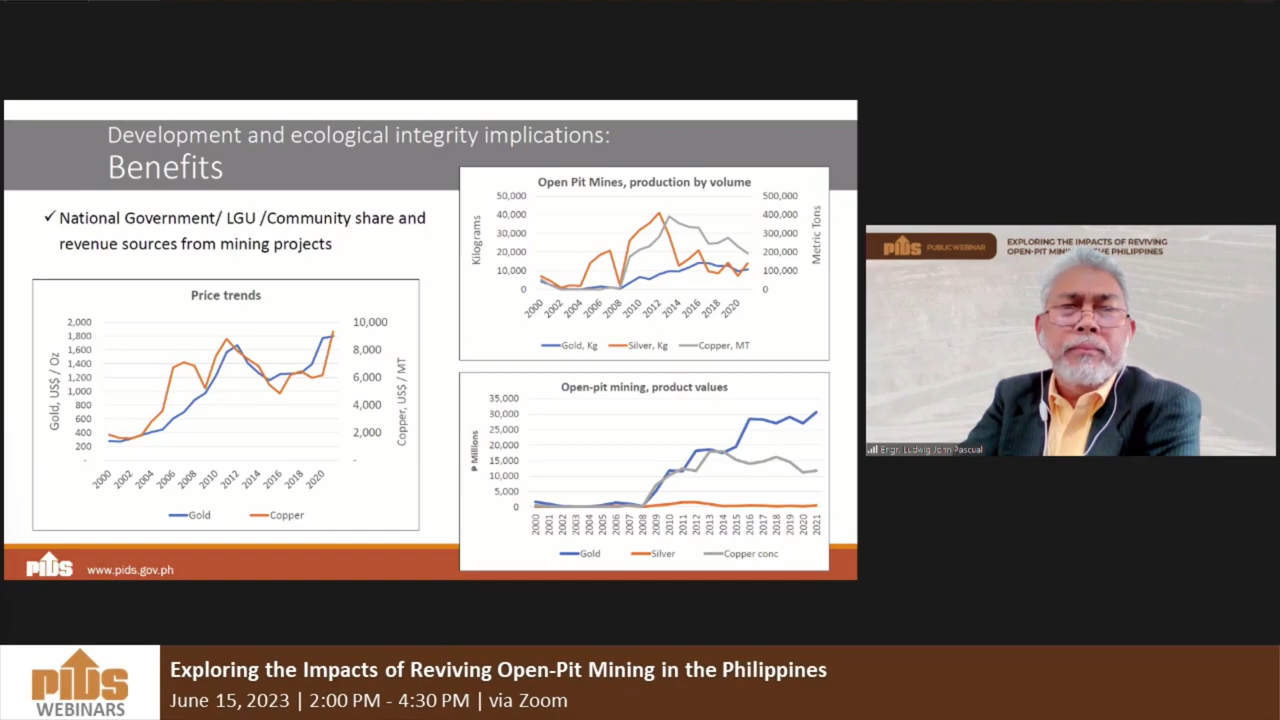 Development and ecological integrity implications:
Benefits
✓National Government/ LGU /Community share and
revenue sources from mining projects
Price trends
Gold, US$ / Oz
2,000
1,800
1,600
1,400
1,200
1,000
800
600
400
200
-
10,000
8,000
6,000
4,000
2,000
-
Copper, US$ / MT
2000
2002
2004
2006
2008
2010
2012
2014
2016
2018
2020
Gold
Copper
Open Pit Mines, production by volume
Kilograms
50,000
40,000
30,000
20,000
10,000
0
500,000
400,000
300,000
200,000
100,000
0
Metric Tons
2000
2002
2004
2006
2008
2010
2012
2014
2016
2018
2020
Gold, Kg
Silver, Kg
Copper, MT
Open-pit mining, product values
₱ Millions
35,000
30,000
25,000
20,000
15,000
10,000
5,000
0
2000
2001
2002
2003
2004
2005
2006
2007
2008
2009
2010
2011
2012
2013
2014
2015
2016
2017
2018
2019
2020
2021
Gold
Silver
Copper conc
PIDS
www.pids.gov.ph
PIDS PUBLIC WEBINAR
EXPLORING THE IMPACTS OF REVIVING
OPEN-PIT THE PHILIPPINES
Engr. Ludwig John Pascual
PIDS
WEBINARS
Exploring the Impacts of Reviving Open-Pit Mining in the Philippines
June 15, 2023 | 2:00 PM - 4:30 PM | via Zoom